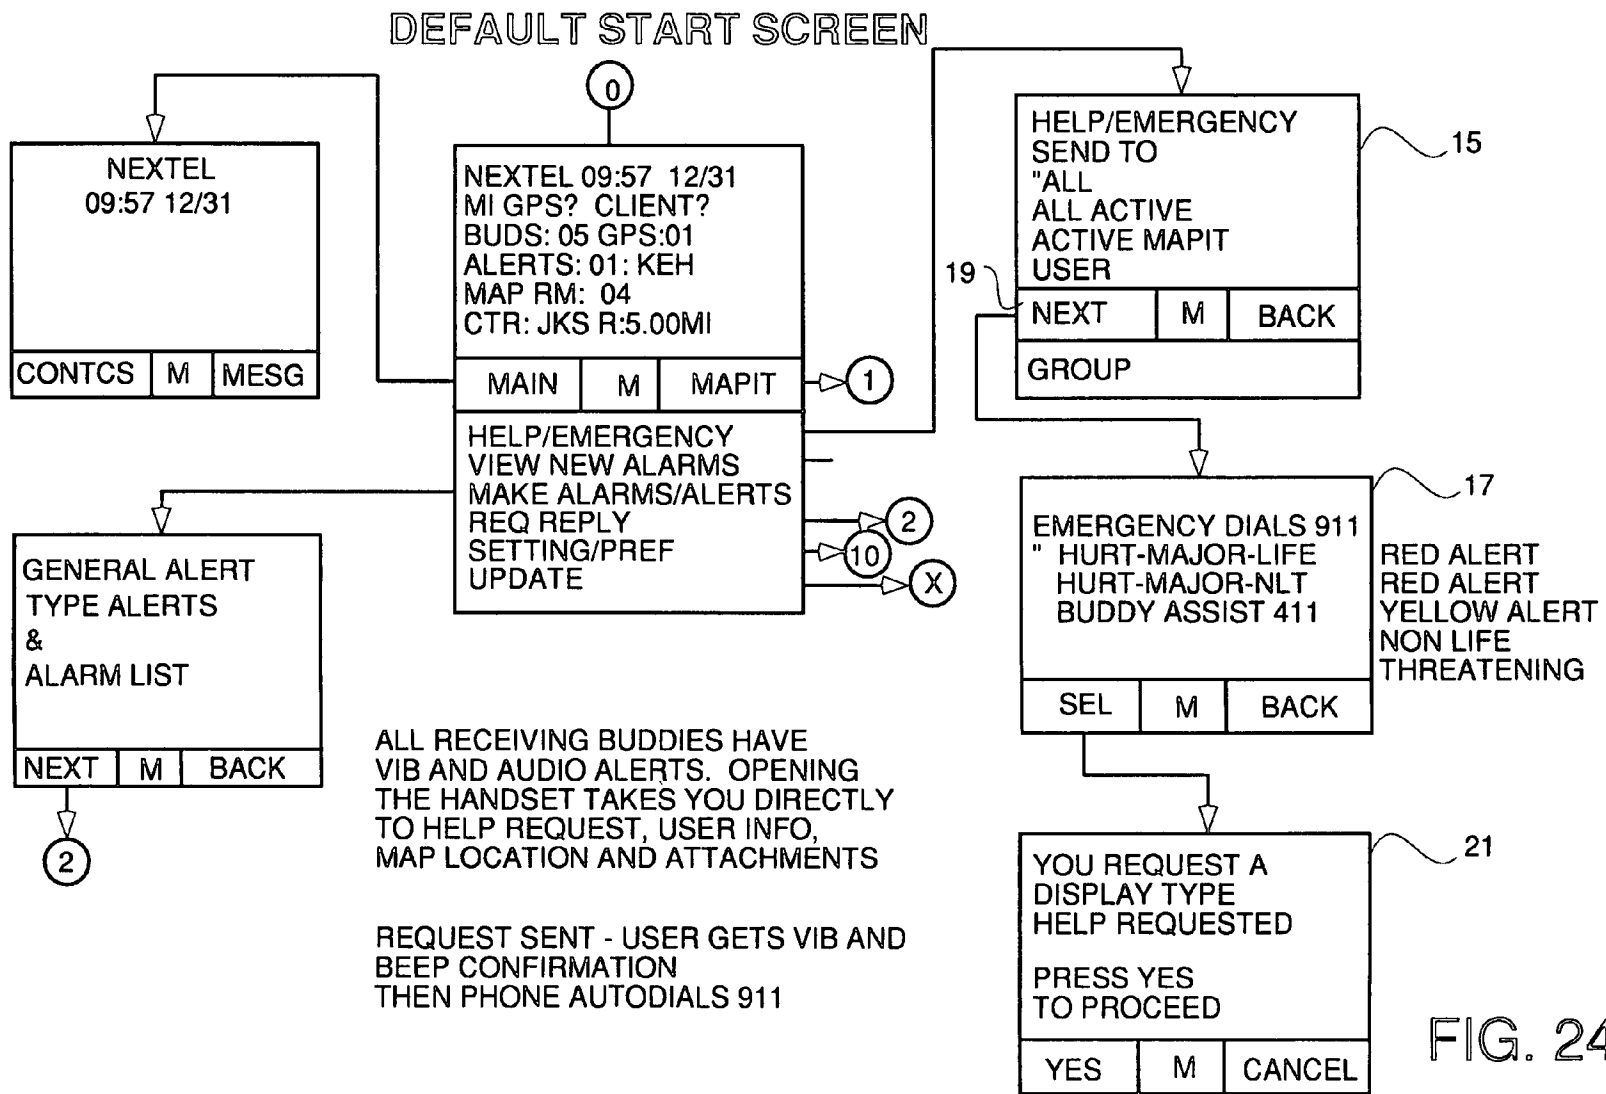 DEFAULT START SCREEN
0
NEXTEL
09:57 12/31
CONTCS M MESG
NEXTEL 09:57 12/31
MI GPS? CLIENT?
BUDS: 05 GPS:01
ALERTS: 01: KEH
MAP RM: 04
CTR: JKS R:5.00MI
MAIN M MAPIT
1
HELP/EMERGENCY
VIEW NEW ALARMS
MAKE ALARMS/ALERTS
REQ REPLY
2
SETTING/PREF
10
UPDATE
X
HELP/EMERGENCY
SEND TO
"ALL
ALL ACTIVE
ACTIVE MAPIT
USER
NEXT M BACK
GROUP
15
19
GENERAL ALERT
TYPE ALERTS
&
ALARM LIST
NEXT M BACK
2
EMERGENCY DIALS 911
" HURT-MAJOR-LIFE
HURT-MAJOR-NLT
BUDDY ASSIST 411
SEL M BACK
17
RED ALERT
RED ALERT
YELLOW ALERT
NON LIFE
THREATENING
ALL RECEIVING BUDDIES HAVE
VIB AND AUDIO ALERTS. OPENING
THE HANDSET TAKES YOU DIRECTLY
TO HELP REQUEST, USER INFO,
MAP LOCATION AND ATTACHMENTS
REQUEST SENT - USER GETS VIB AND
BEEP CONFIRMATION
THEN PHONE AUTODIALS 911
YOU REQUEST A
DISPLAY TYPE
HELP REQUESTED
PRESS YES
TO PROCEED
YES M CANCEL
21
FIG. 24